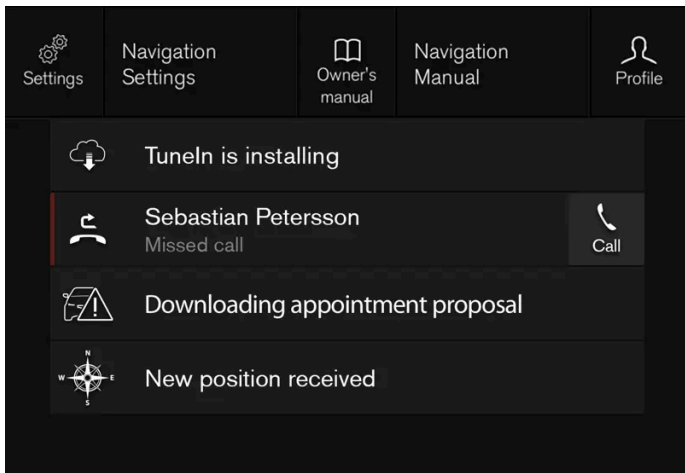 Settings
Navigation
Settings
Owner's
manual
Navigation
Manual
Profile
TuneIn is installing
Sebastian Petersson
Missed call
Call
Downloading appointment proposal
N
W E
S
New position received